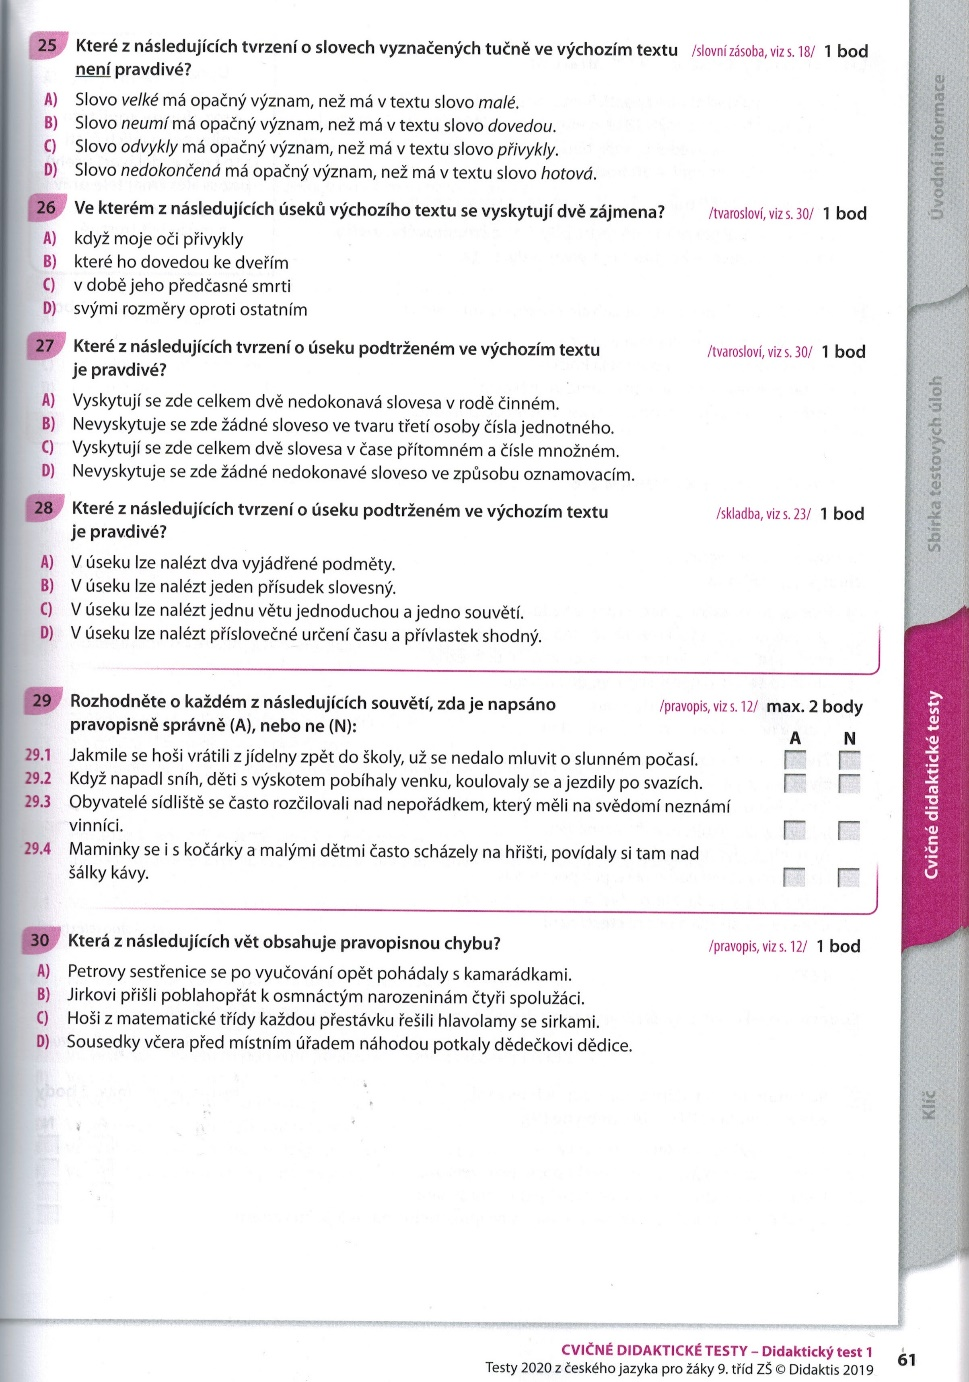 25 Které z následujících tvrzení o slovech vyznačených tučně ve výchozím textu /slovní zásoba, viz s. 18/ 1 bod
není pravdivé?
A) Slovo velké má opačný význam, než má v textu slovo malé.
B) Slovo neumí má opačný význam, než má v textu slovo dovedou.
C) Slovo odvykly má opačný význam, než má v textu slovo přivykly.
D) Slovo nedokončená má opačný význam, než má v textu slovo hotová.
26 Ve kterém z následujících úseků výchozího textu se vyskytují dvě zájmena? /tvarosloví, viz s. 30/ 1 bod
A) když moje oči přivykly
B) které ho dovedou ke dveřím
C) v době jeho předčasné smrti
D) svými rozměry oproti ostatním
27 Které z následujících tvrzení o úseku podtrženém ve výchozím textu /tvarosloví, viz s. 30/ 1 bod
je pravdivé?
A) Vyskytují se zde celkem dvě nedokonavá slovesa v rodě činném.
B) Nevyskytuje se zde žádné sloveso ve tvaru třetí osoby čísla jednotného.
C) Vyskytují se zde celkem dvě slovesa v čase přítomném a čísle množném.
D) Nevyskytuje se zde žádné nedokonavé sloveso ve způsobu oznamovacím.
28 Které z následujících tvrzení o úseku podtrženém ve výchozím textu /skladba, viz s. 23/ 1 bod
je pravdivé?
A) V úseku lze nalézt dva vyjádřené podměty.
B) V úseku lze nalézt jeden přísudek slovesný.
C) V úseku lze nalézt jednu větu jednoduchou a jedno souvětí.
D) V úseku lze nalézt příslovečné určení času a přívlastek shodný.
29 Rozhodněte o každém z následujících souvětí, zda je napsáno /pravopis, viz s. 12/ max. 2 body
pravopisně správně (A), nebo ne (N):
A N
29.1 Jakmile se hoši vrátili z jídelny zpět do školy, už se nedalo mluvit o slunném počasí.
29.2 Když napadl sníh, děti s výskotem pobíhaly venku, koulovaly se a jezdily po svazích.
29.3 Obyvatelé sídliště se často rozčilovali nad nepořádkem, který měli na svědomí neznámí
vinníci.
29.4 Maminky se i s kočárky a malými dětmi často scházely na hřišti, povídaly si tam nad
šálky kávy.
30 Která z následujících vět obsahuje pravopisnou chybu? /pravopis, viz s. 12/ 1 bod
A) Petrovy sestřenice se po vyučování opět pohádaly s kamarádkami.
B) Jirkovi přišli poblahopřát k osmnáctým narozeninám čtyři spolužáci.
C) Hoši z matematické třídy každou přestávku řešili hlavolamy se sirkami.
D) Sousedky včera před místním úřadem náhodou potkaly dědečkovi dědice.
Úvodní informace
Sbírka testových úloh
Cvičné didaktické testy
Klíč
CVIČNÉ DIDAKTICKÉ TESTY – Didaktický test 1
Testy 2020 z českého jazyka pro žáky 9. tříd ZŠ © Didaktis 2019
61